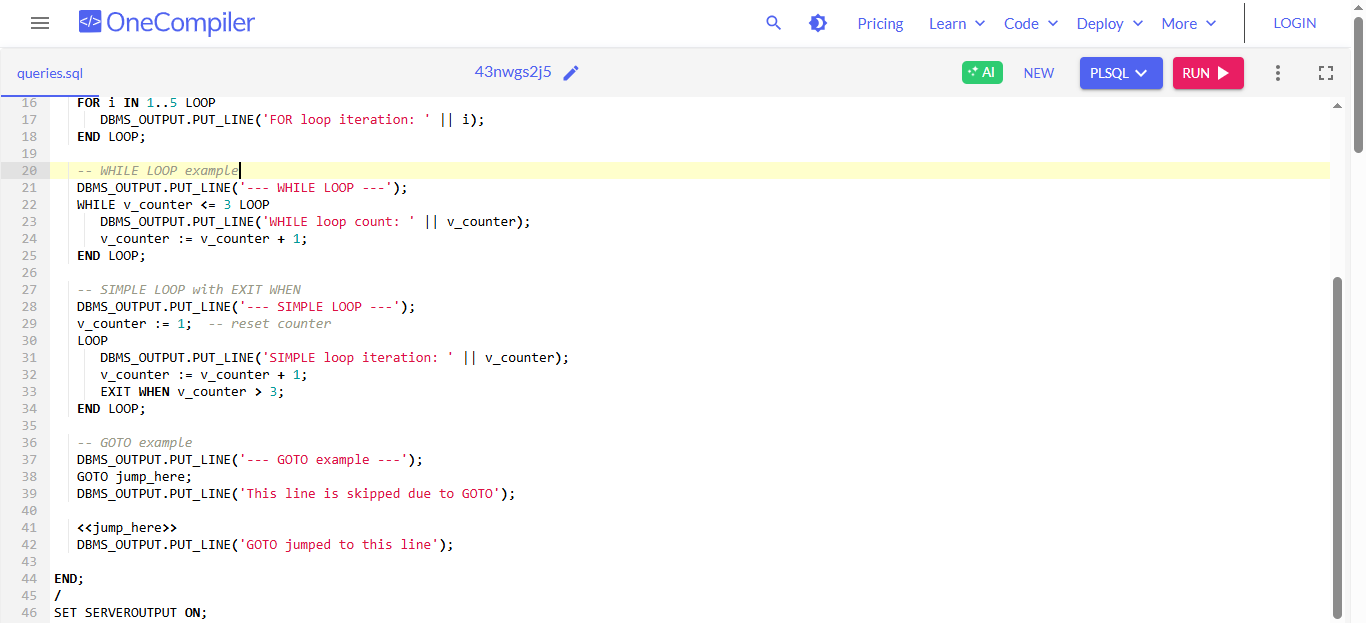 OneCompiler
Pricing Learn Code Deploy More LOGIN
queries.sql 43nwgs2j5 AI NEW PLSQL RUN
16 FOR i IN 1..5 LOOP
17 DBMS_OUTPUT.PUT_LINE('FOR loop iteration: ' || i);
18 END LOOP;
19
20 -- WHILE LOOP example
21 DBMS_OUTPUT.PUT_LINE('--- WHILE LOOP ---');
22 WHILE v_counter <= 3 LOOP
23 DBMS_OUTPUT.PUT_LINE('WHILE loop count: ' || v_counter);
24 v_counter := v_counter + 1;
25 END LOOP;
26
27 -- SIMPLE LOOP with EXIT WHEN
28 DBMS_OUTPUT.PUT_LINE('--- SIMPLE LOOP ---');
29 v_counter := 1;  -- reset counter
30 LOOP
31 DBMS_OUTPUT.PUT_LINE('SIMPLE loop iteration: ' || v_counter);
32 v_counter := v_counter + 1;
33 EXIT WHEN v_counter > 3;
34 END LOOP;
35
36 -- GOTO example
37 DBMS_OUTPUT.PUT_LINE('--- GOTO example ---');
38 GOTO jump_here;
39 DBMS_OUTPUT.PUT_LINE('This line is skipped due to GOTO');
40
41 <<jump_here>>
42 DBMS_OUTPUT.PUT_LINE('GOTO jumped to this line');
43
44 END;
45 /
46 SET SERVEROUTPUT ON;